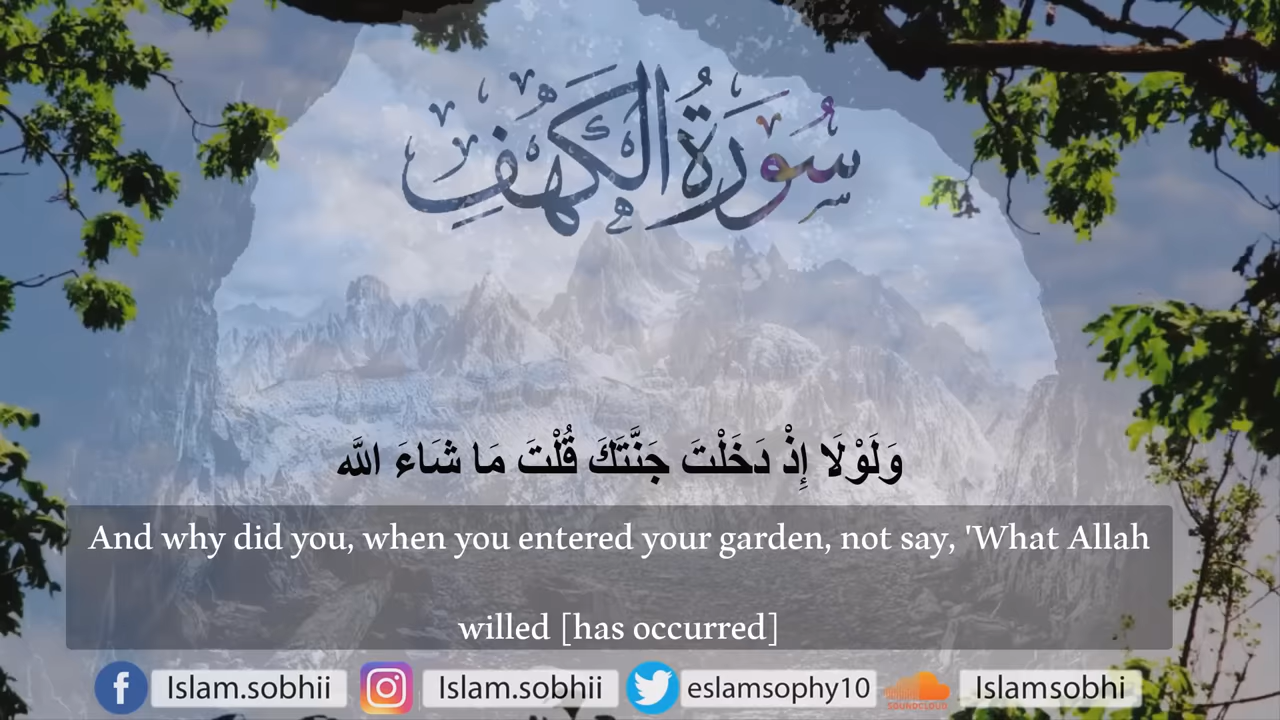 سُورَةُ الكَهْفِ
وَلَوْلَا إِذْ دَخَلْتَ جَنَّتَكَ قُلْتَ مَا شَاءَ اللَّه
And why did you, when you entered your garden, not say, 'What Allah
willed [has occurred]
f Islam.sobhii Islam.sobhii eslamsophy10 SOUNDCLOUD Islamsobhi